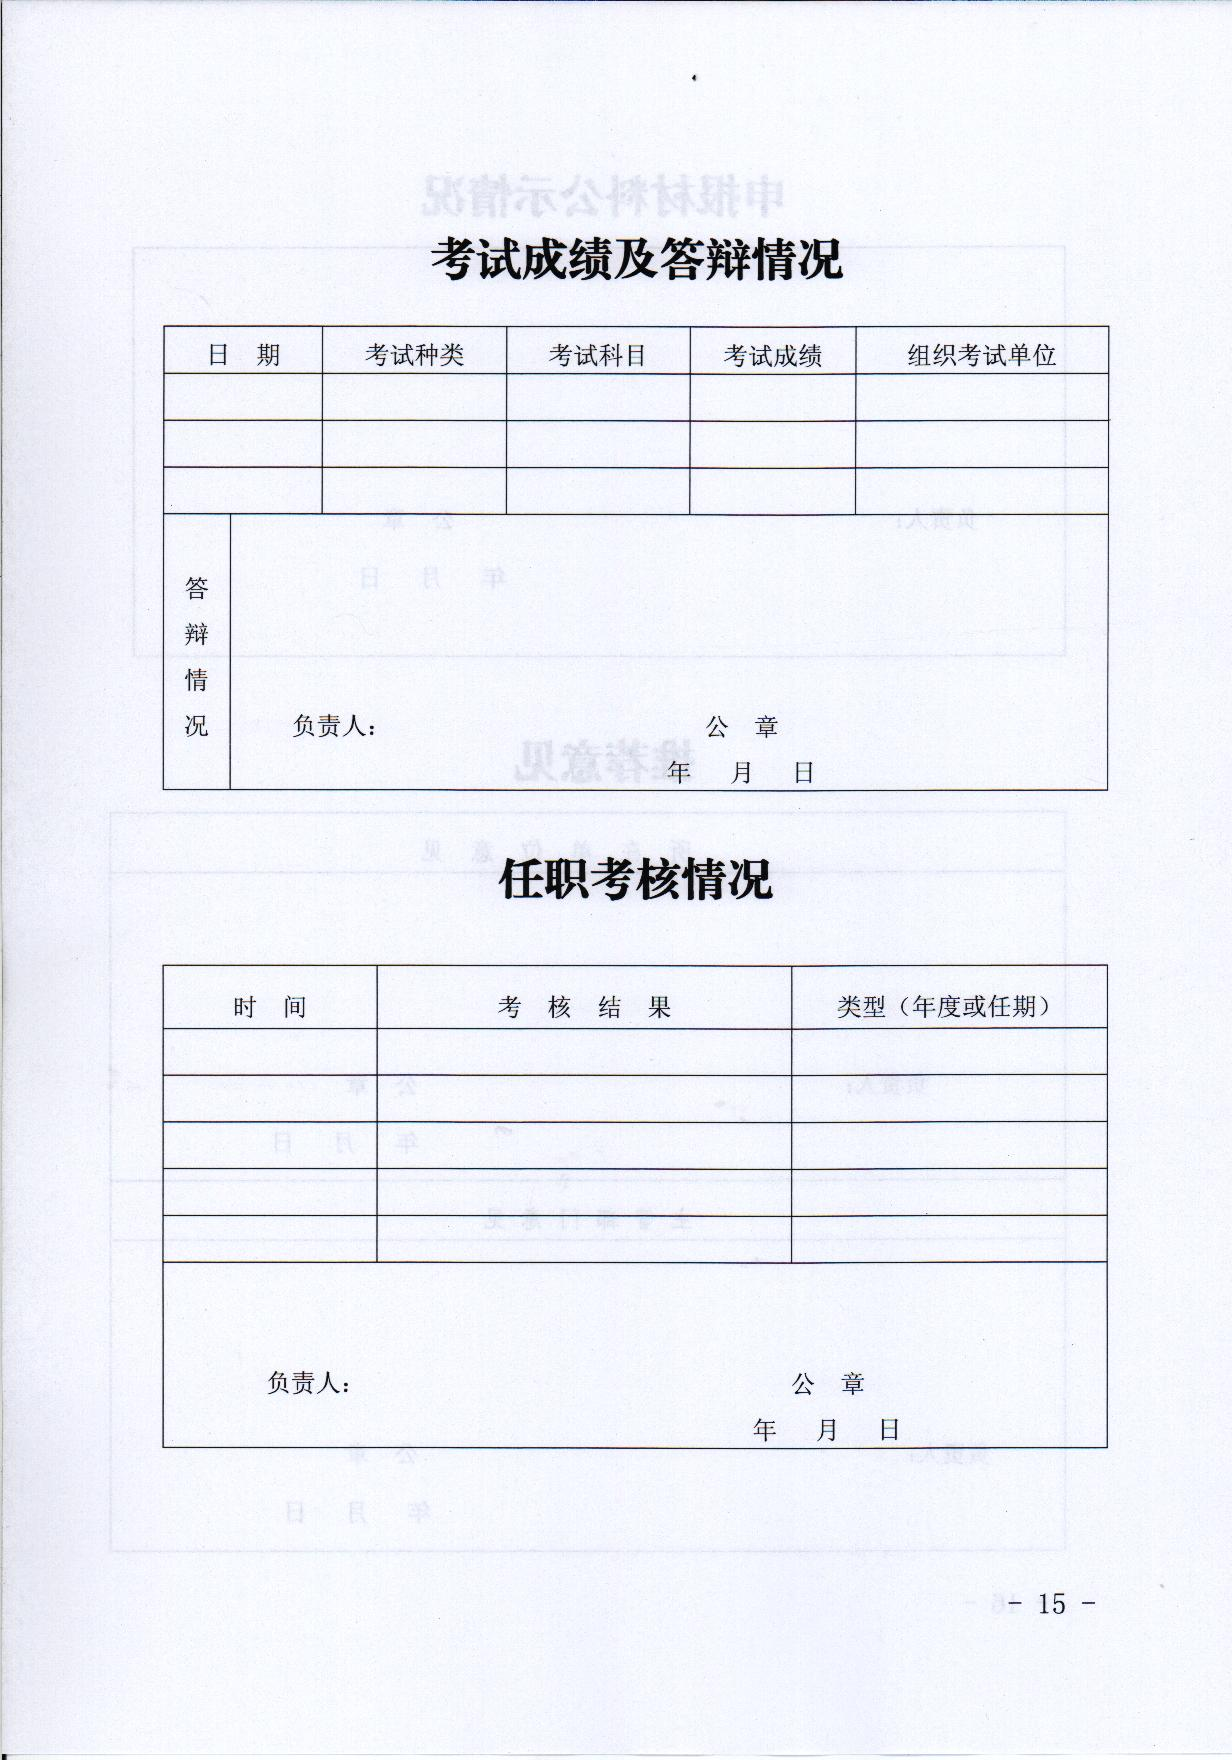 考试成绩及答辩情况
日 期 考试种类 考试科目 考试成绩 组织考试单位
答辩情况
负责人： 公 章
年 月 日
任职考核情况
时 间 考 核 结 果 类型（年度或任期）
负责人： 公 章
年 月 日
- 15 -